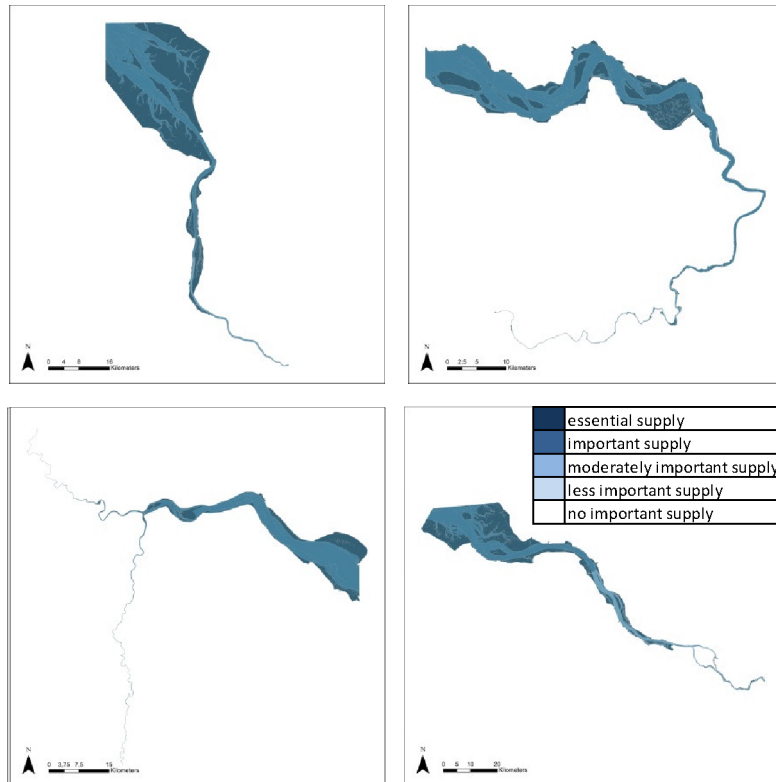 N
0 4 8 16
Kilometers
N
0 2.5 5 10
Kilometers
essential supply
important supply
moderately important supply
less important supply
no important supply
N
0 3,75 7,5 15
Kilometers
N
0 5 10 20
Kilometers